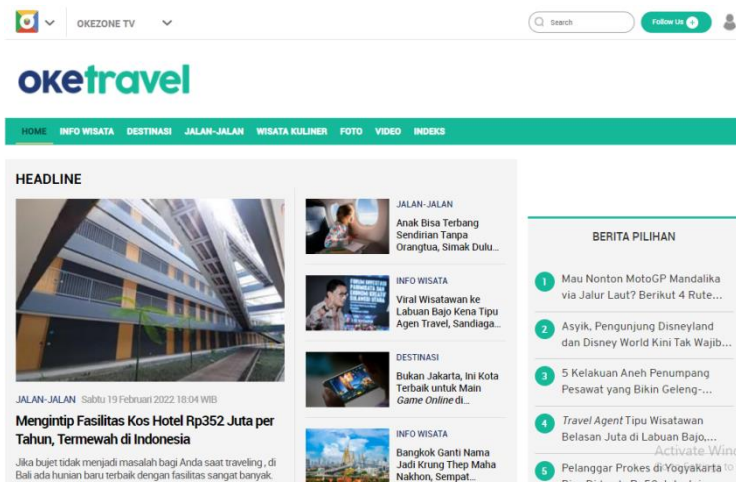 OKEZONE TV
Search
Follow Us
oketravel
HOME INFO WISATA DESTINASI JALAN-JALAN WISATA KULINER FOTO VIDEO INDEKS
HEADLINE
JALAN-JALAN Sabtu 19 Februari 2022 18:04 WIB
Mengintip Fasilitas Kos Hotel Rp352 Juta per
Tahun, Termewah di Indonesia
Jika bujet tidak menjadi masalah bagi Anda saat traveling , di
Bali ada hunian baru terbaik dengan fasilitas sangat banyak.
JALAN-JALAN
Anak Bisa Terbang
Sendirian Tanpa
Orangtua, Simak Dulu...
INFO WISATA
Viral Wisatawan ke
Labuan Bajo Kena Tipu
Agen Travel, Sandiaga...
DESTINASI
Bukan Jakarta, Ini Kota
Terbaik untuk Main
Game Online di...
INFO WISATA
Bangkok Ganti Nama
Jadi Krung Thep Maha
Nakhon, Sempat...
BERITA PILIHAN
1 Mau Nonton MotoGP Mandalika
via Jalur Laut? Berikut 4 Rute...
2 Asyik, Pengunjung Disneyland
dan Disney World Kini Tak Wajib...
3 5 Kelakuan Aneh Penumpang
Pesawat yang Bikin Geleng-...
4 Travel Agent Tipu Wisatawan
Belasan Juta di Labuan Bajo,...
Activate Wind
5 Pelanggar Prokes di Yogyakarta